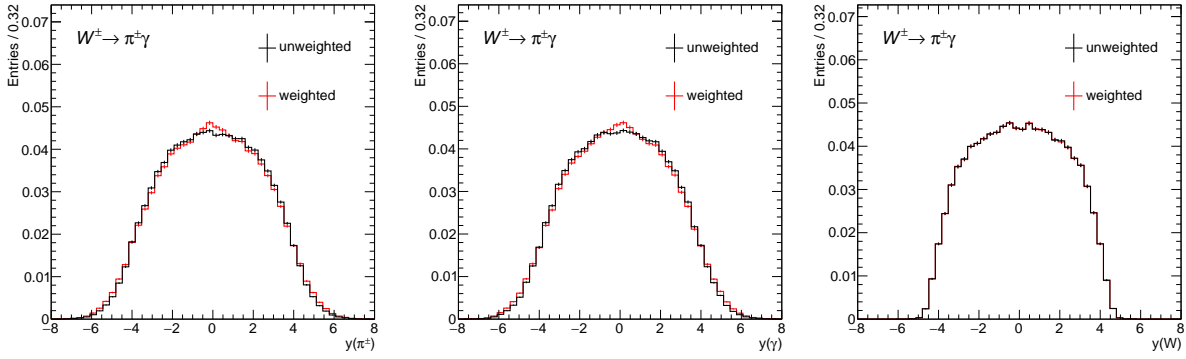 Entries / 0.32
0.07
0.06
0.05
0.04
0.03
0.02
0.01
0
W± → π±γ
unweighted
weighted
−8 −6 −4 −2 0 2 4 6 8
y(π±)
Entries / 0.32
0.07
0.06
0.05
0.04
0.03
0.02
0.01
0
W± → π±γ
unweighted
weighted
−8 −6 −4 −2 0 2 4 6 8
y(γ)
Entries / 0.32
0.07
0.06
0.05
0.04
0.03
0.02
0.01
0
W± → π±γ
unweighted
weighted
−8 −6 −4 −2 0 2 4 6 8
y(W)